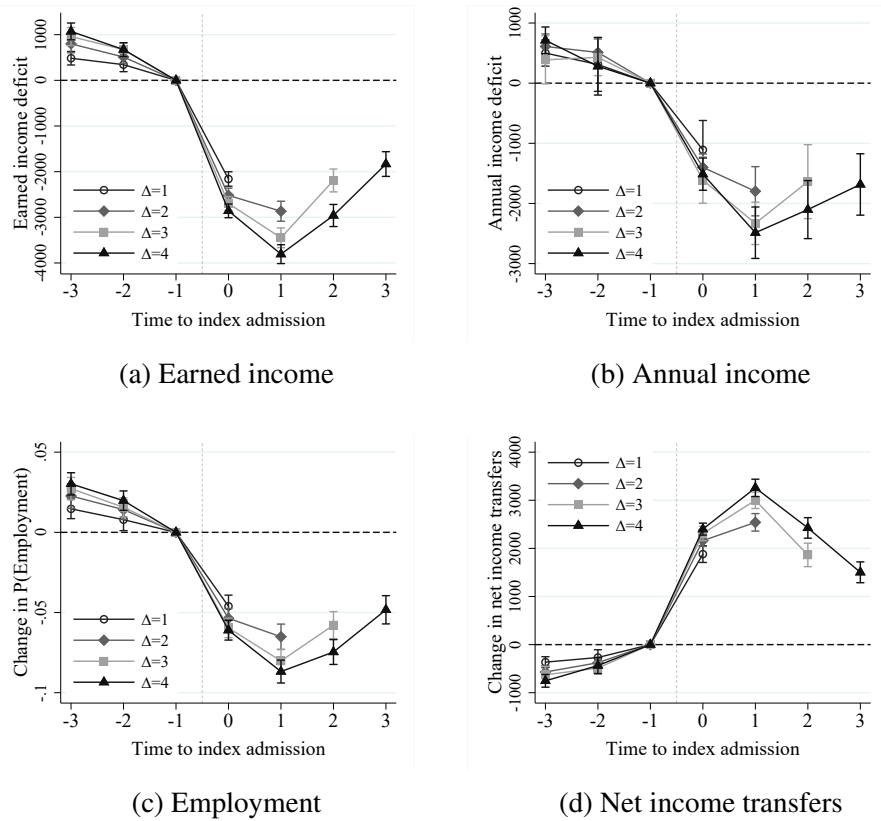 Earned income deficit
1000
0
-1000
-2000
-3000
-4000
Δ=1
Δ=2
Δ=3
Δ=4
-3 -2 -1 0 1 2 3
Time to index admission
(a) Earned income
Annual income deficit
1000
0
-1000
-2000
-3000
Δ=1
Δ=2
Δ=3
Δ=4
-3 -2 -1 0 1 2 3
Time to index admission
(b) Annual income
Change in P(Employment)
.05
0
-.05
-.1
Δ=1
Δ=2
Δ=3
Δ=4
-3 -2 -1 0 1 2 3
Time to index admission
(c) Employment
Change in net income transfers
4000
3000
2000
1000
0
-1000
Δ=1
Δ=2
Δ=3
Δ=4
-3 -2 -1 0 1 2 3
Time to index admission
(d) Net income transfers